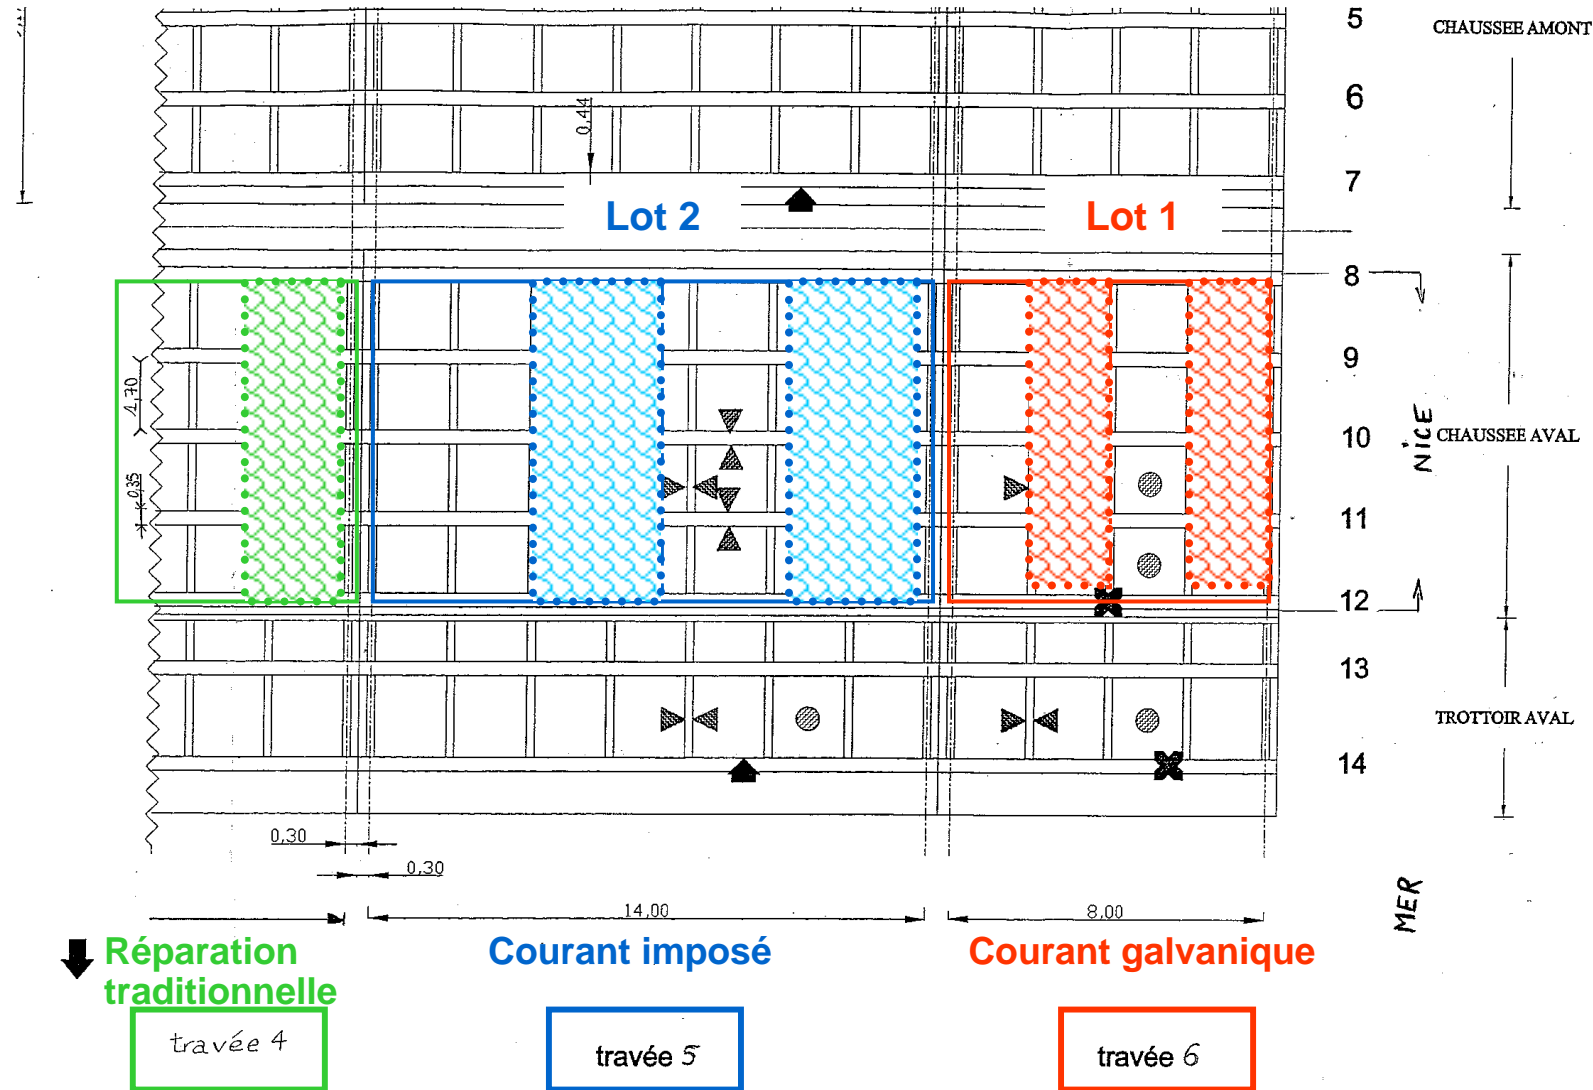 5
CHAUSSEE AMONT
6
0,44
7
Lot 2
Lot 1
8
9
1,70
10
NICE
CHAUSSEE AVAL
0,35
11
12
13
TROTTOIR AVAL
14
0,30
0,30
14,00
8,00
MER
Réparation
traditionnelle
Courant imposé
Courant galvanique
travée 4
travée 5
travée 6